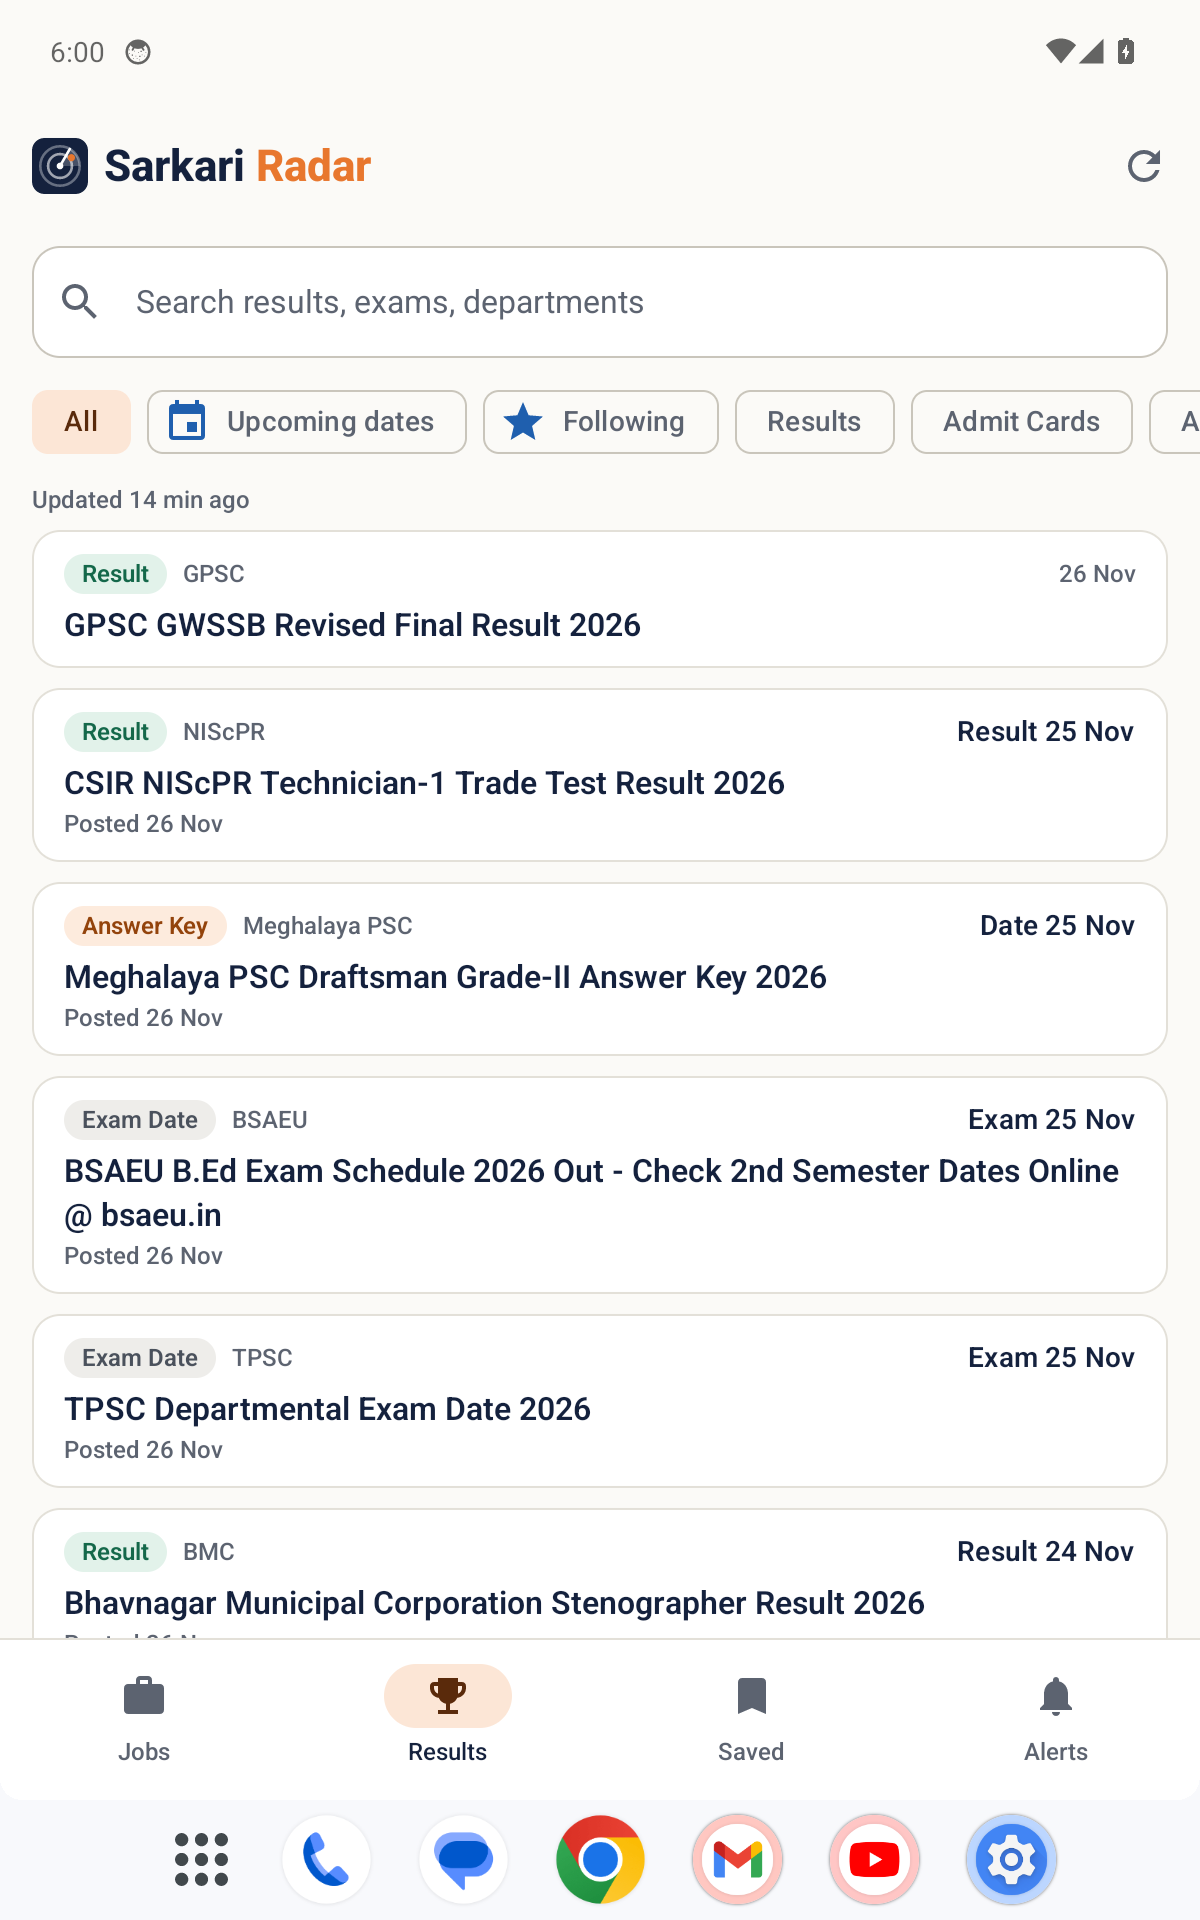 6:00
Sarkari Radar
Search results, exams, departments
All
Upcoming dates
Following
Results
Admit Cards
A
Updated 14 min ago
Result
GPSC
26 Nov
GPSC GWSSB Revised Final Result 2026
Result
NIScPR
Result 25 Nov
CSIR NIScPR Technician-1 Trade Test Result 2026
Posted 26 Nov
Answer Key
Meghalaya PSC
Date 25 Nov
Meghalaya PSC Draftsman Grade-II Answer Key 2026
Posted 26 Nov
Exam Date
BSAEU
Exam 25 Nov
BSAEU B.Ed Exam Schedule 2026 Out - Check 2nd Semester Dates Online
@ bsaeu.in
Posted 26 Nov
Exam Date
TPSC
Exam 25 Nov
TPSC Departmental Exam Date 2026
Posted 26 Nov
Result
BMC
Result 24 Nov
Bhavnagar Municipal Corporation Stenographer Result 2026
Jobs
Results
Saved
Alerts